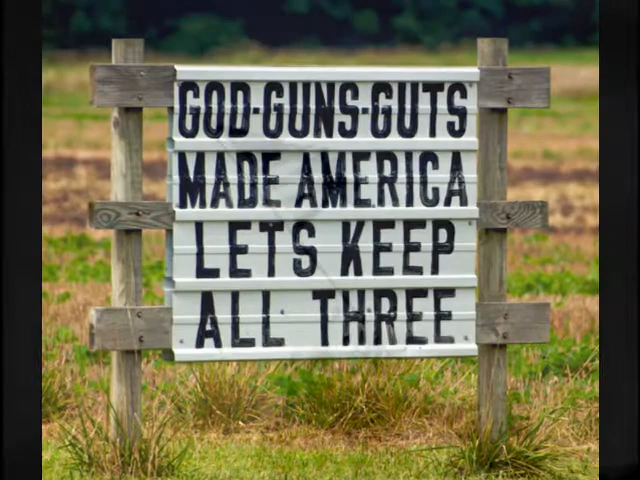 GOD-GUNS-GUTS
MADE AMERICA
LETS KEEP
ALL THREE